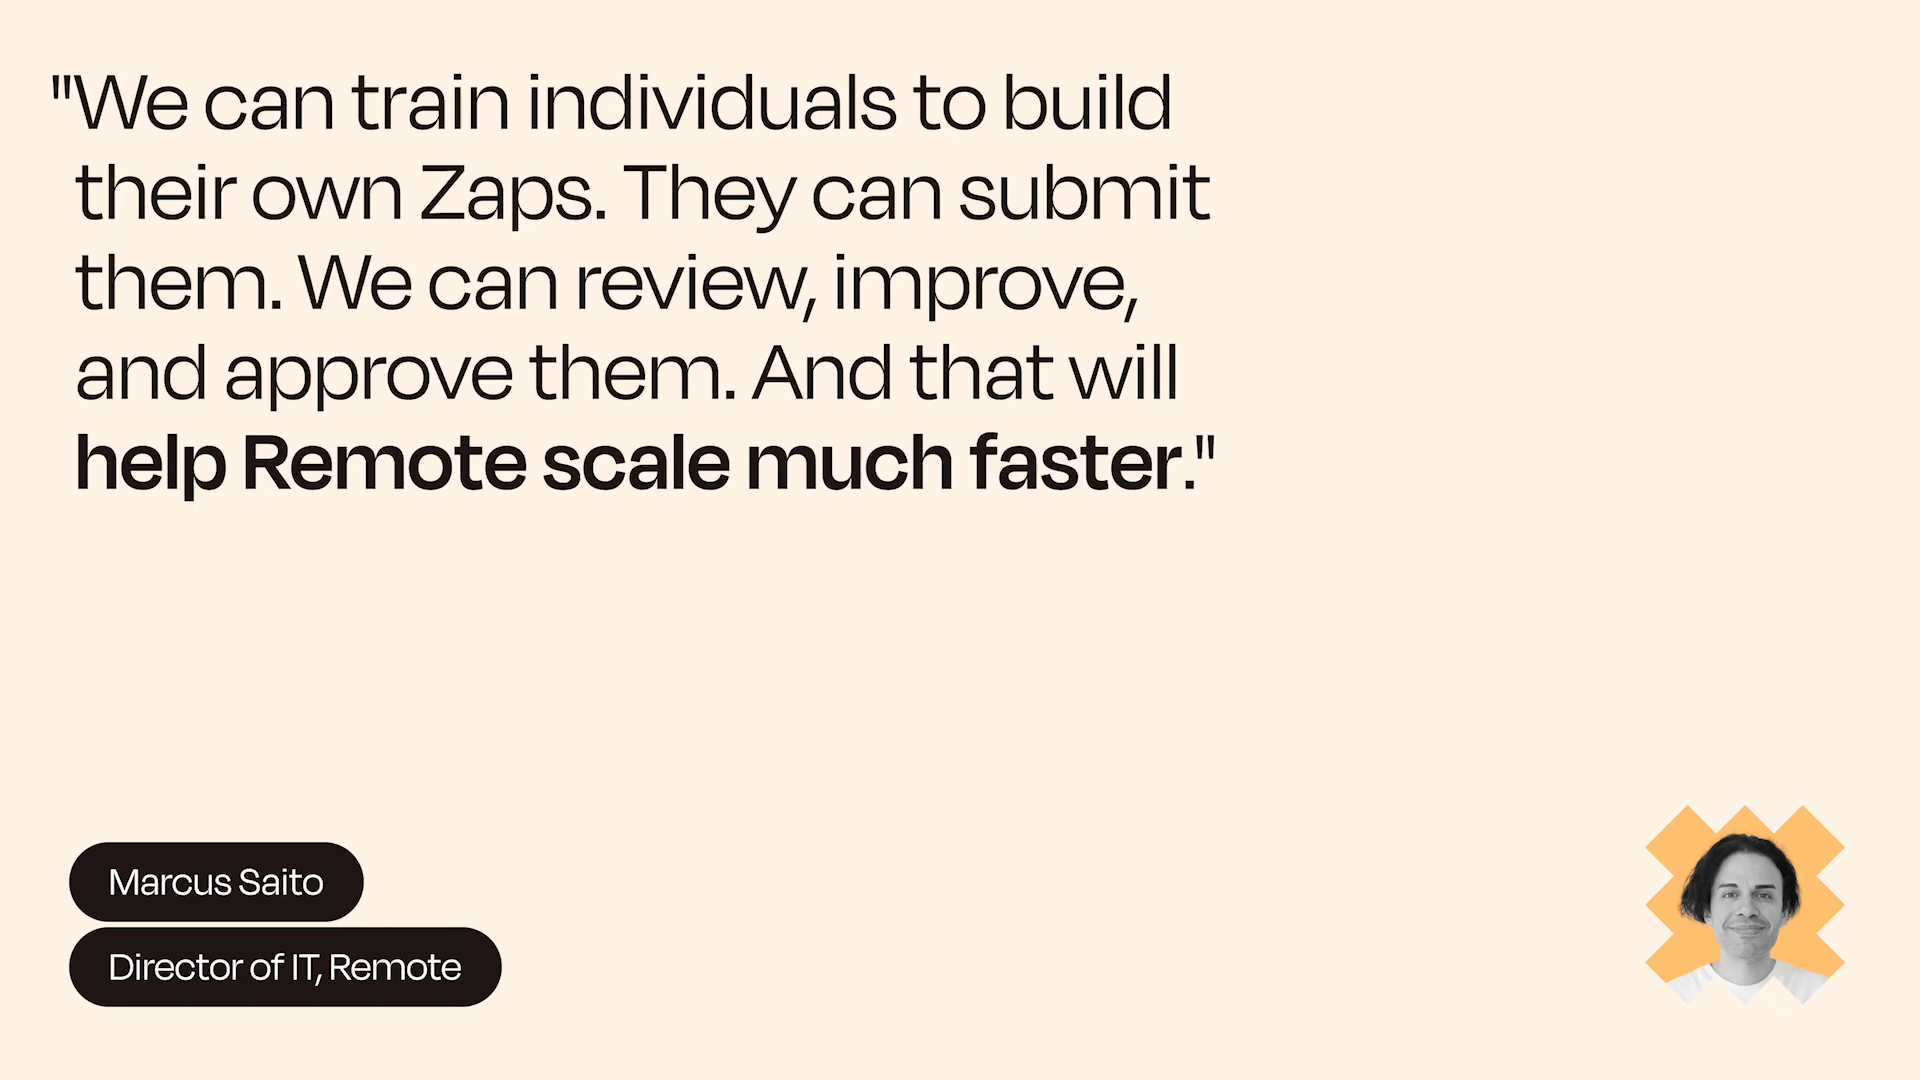 "We can train individuals to build
their own Zaps. They can submit
them. We can review, improve,
and approve them. And that will
help Remote scale much faster."
Marcus Saito
Director of IT, Remote